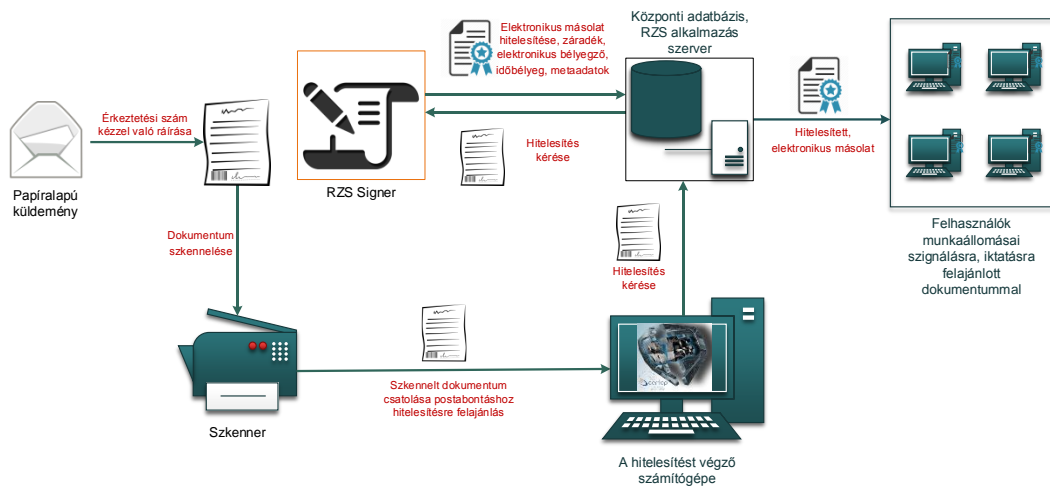 Elektronikus másolat
hitelesítése, záradék,
elektronikus bélyegző,
időbélyeg, metaadatok
Központi adatbázis,
RZS alkalmazás
szerver
Érkeztetési szám
kézzel való ráírása
Papíralapú
küldemény
RZS Signer
Hitelesítés
kérése
Hitelesített,
elektronikus másolat
Felhasználók
munkaállomásai
szignálásra, iktatásra
felajánlott
dokumentummal
Dokumentum
szkennelése
Hitelesítés
kérése
Szkennelt dokumentum
csatolása postabontáshoz
hitelesítésre felajánlás
Szkenner
A hitelesítést végző
számítógépe